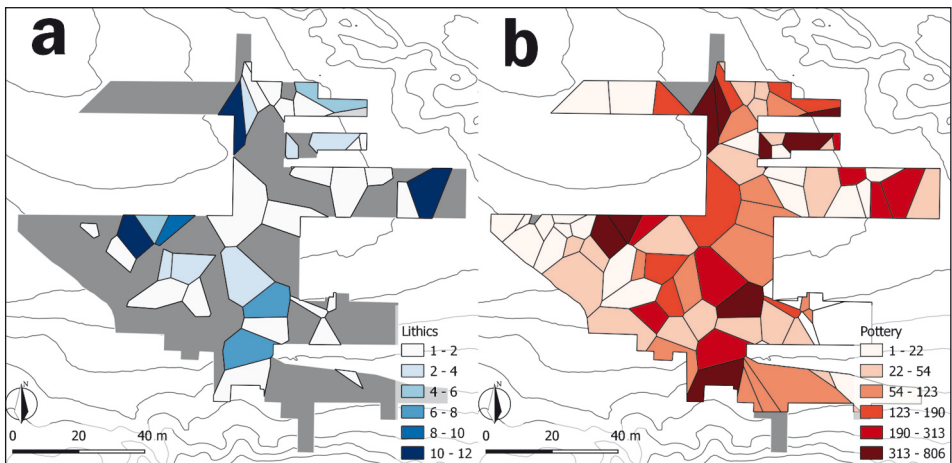 a
b
N
0 20 40 m
Lithics
1 - 2
2 - 4
4 - 6
6 - 8
8 - 10
10 - 12
N
0 20 40 m
Pottery
1 - 22
22 - 54
54 - 123
123 - 190
190 - 313
313 - 806